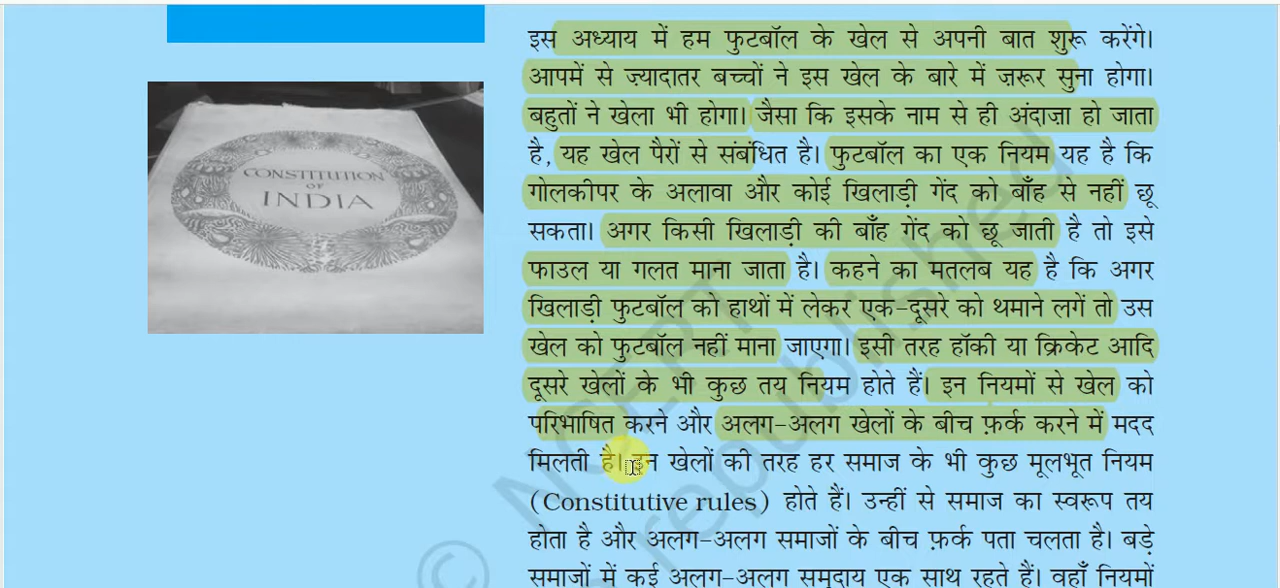 CONSTITUTION
OF
INDIA
इस अध्याय में हम फुटबॉल के खेल से अपनी बात शुरू करेंगे।
आपमें से ज़्यादातर बच्चों ने इस खेल के बारे में ज़रूर सुना होगा।
बहुतों ने खेला भी होगा। जैसा कि इसके नाम से ही अंदाजा हो जाता
है, यह खेल पैरों से संबंधित है। फुटबॉल का एक नियम यह है कि
गोलकीपर के अलावा और कोई खिलाड़ी गेंद को बाँह से नहीं छू
सकता। अगर किसी खिलाड़ी की बाँह गेंद को छू जाती है तो इसे
फाउल या गलत माना जाता है। कहने का मतलब यह है कि अगर
खिलाड़ी फुटबॉल को हाथों में लेकर एक-दूसरे को थमाने लगें तो उस
खेल को फुटबॉल नहीं माना जाएगा। इसी तरह हॉकी या क्रिकेट आदि
दूसरे खेलों के भी कुछ तय नियम होते हैं। इन नियमों से खेल को
परिभाषित करने और अलग-अलग खेलों के बीच फ़र्क करने में मदद
मिलती है। इन खेलों की तरह हर समाज के भी कुछ मूलभूत नियम
(Constitutive rules) होते हैं। उन्हीं से समाज का स्वरूप तय
होता है और अलग-अलग समाजों के बीच फ़र्क पता चलता है। बड़े
समाजों में कई अलग-अलग समुदाय एक साथ रहते हैं। वहाँ नियमों
© NCERT
republished